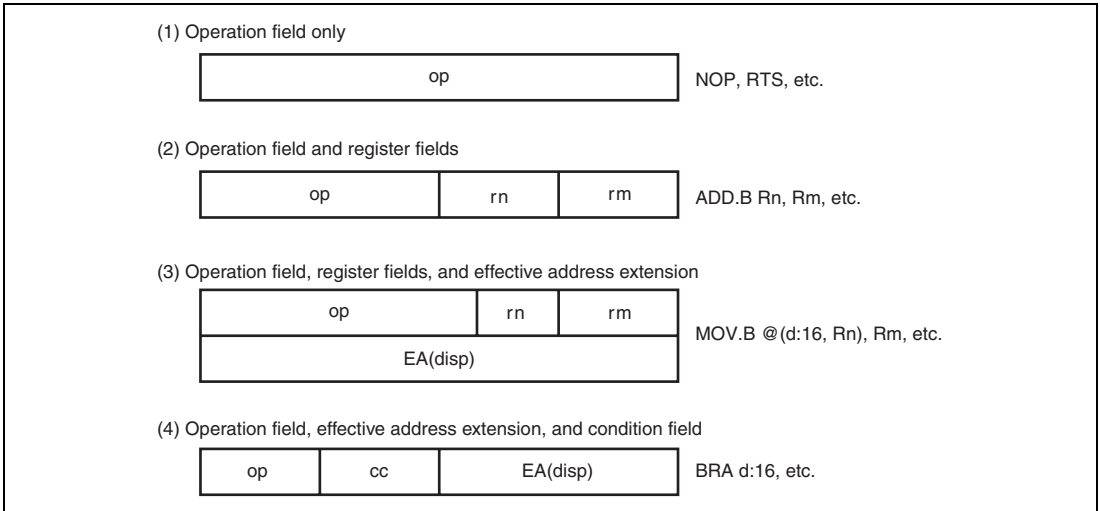 (1) Operation field only
op
NOP, RTS, etc.
(2) Operation field and register fields
op rn rm
ADD.B Rn, Rm, etc.
(3) Operation field, register fields, and effective address extension
op rn rm
EA(disp)
MOV.B @(d:16, Rn), Rm, etc.
(4) Operation field, effective address extension, and condition field
op cc EA(disp)
BRA d:16, etc.